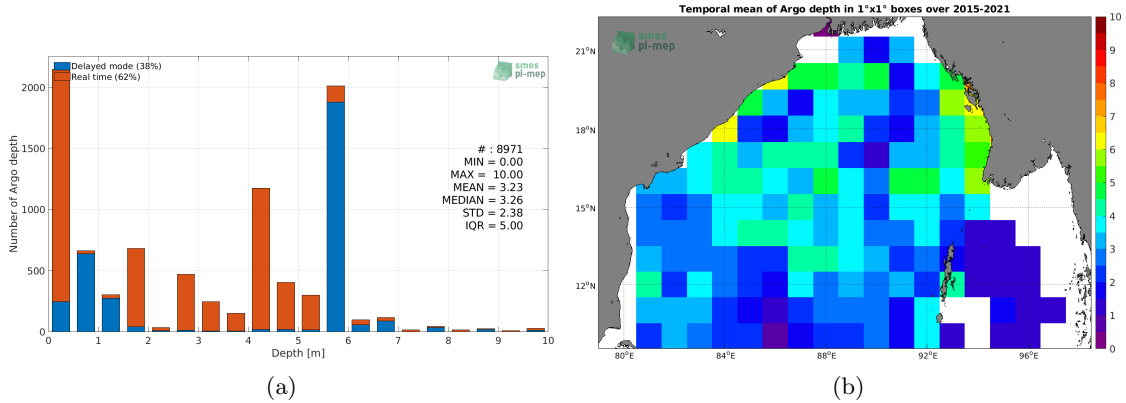 Delayed mode (38%)
Real time (62%)
smos
pi-mep
Number of Argo depth
2000
1500
1000
500
0
# : 8971
MIN = 0.00
MAX = 10.00
MEAN = 3.23
MEDIAN = 3.26
STD = 2.38
IQR = 5.00
0 1 2 3 4 5 6 7 8 9 10
Depth [m]
(a)
Temporal mean of Argo depth in 1°x1° boxes over 2015-2021
smos
pi-mep
21°N
18°N
15°N
12°N
80°E 84°E 88°E 92°E 96°E
10
9
8
7
6
5
4
3
2
1
0
(b)